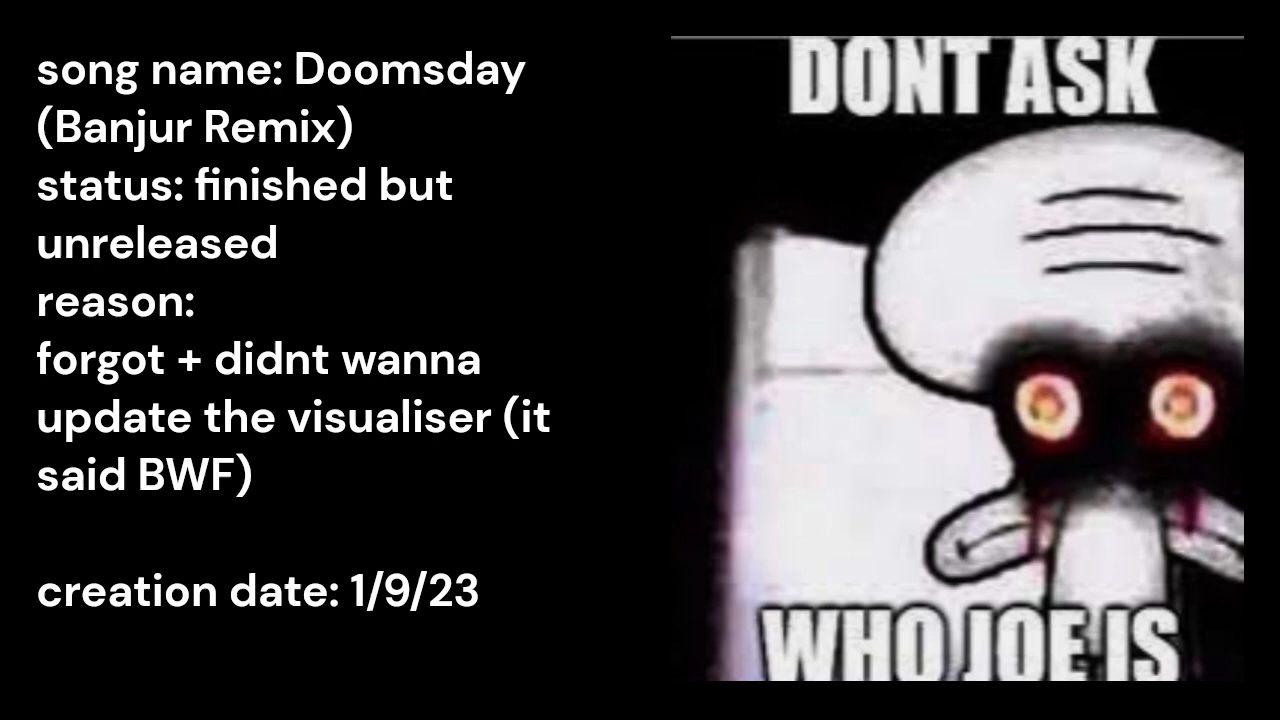 song name: Doomsday
(Banjur Remix)
status: finished but
unreleased
reason:
forgot + didnt wanna
update the visualiser (it
said BWF)
creation date: 1/9/23
DONT ASK
WHO JOE IS